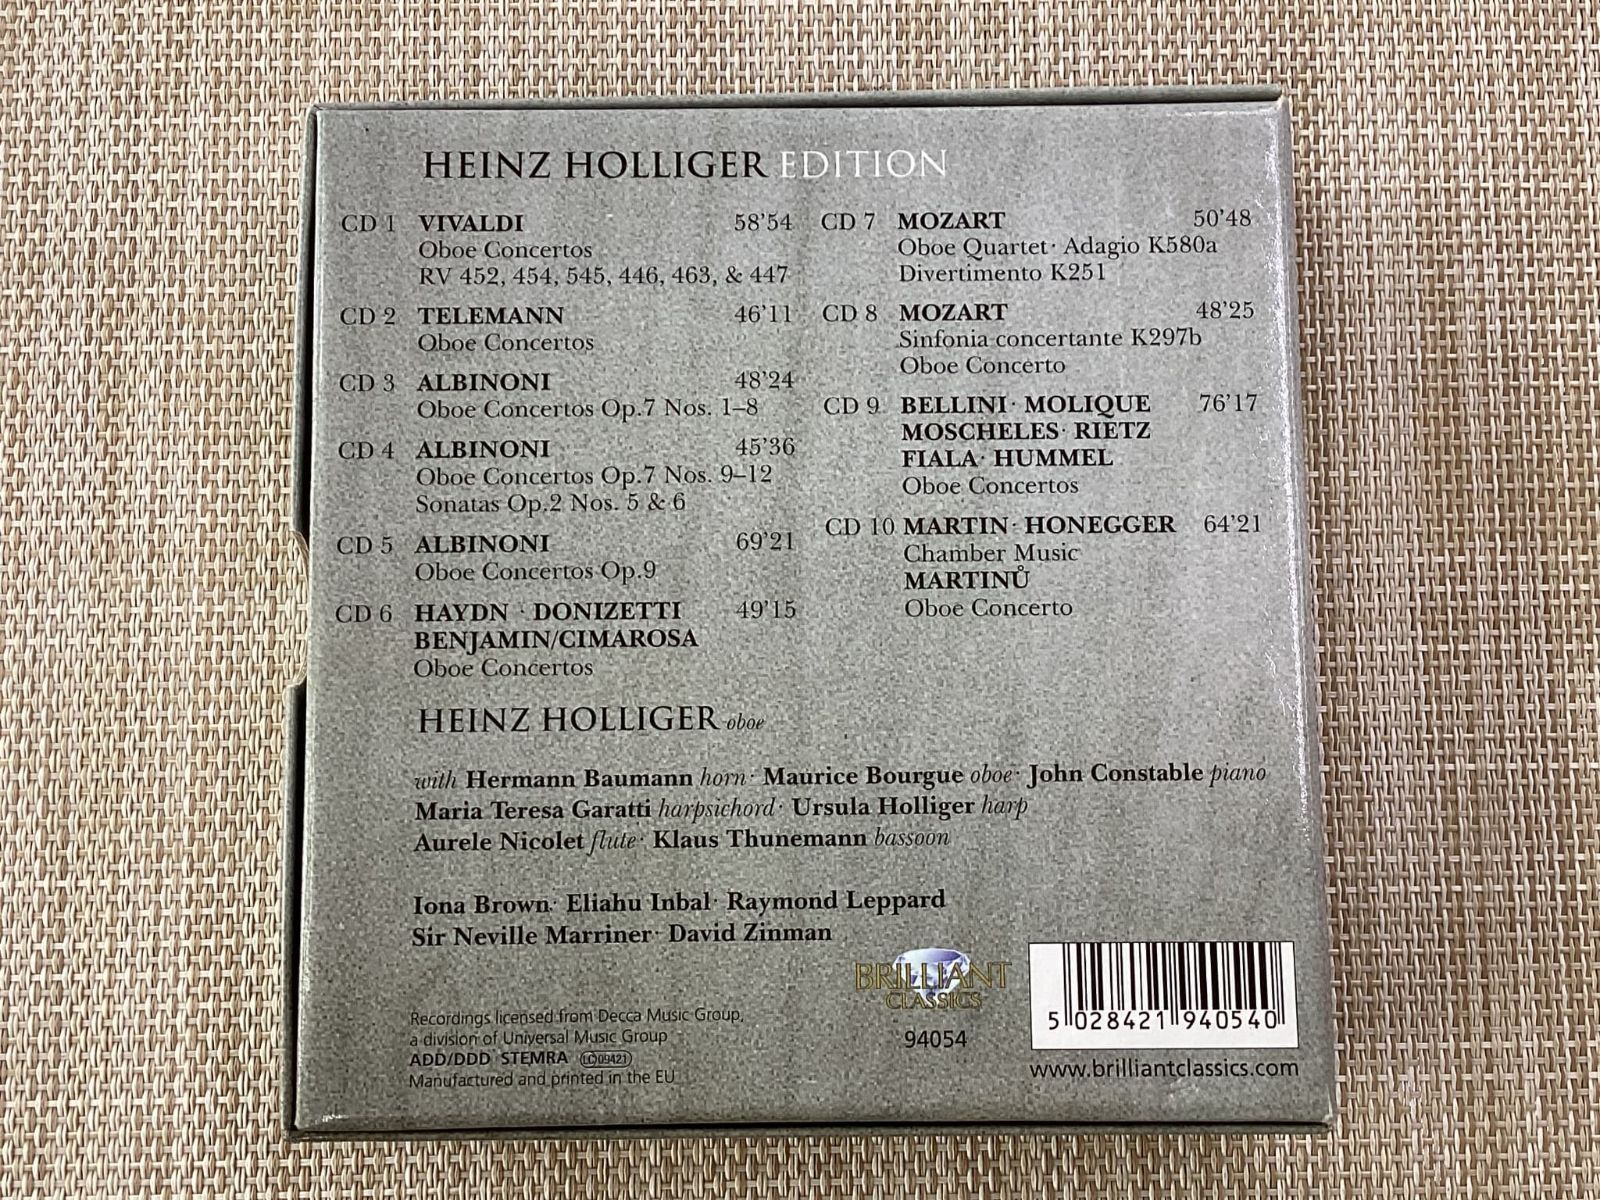 HEINZ HOLLIGER EDITION
CD 1 VIVALDI 58'54
Oboe Concertos
RV 452, 454, 545, 446, 463, & 447
CD 2 TELEMANN 46'11
Oboe Concertos
CD 3 ALBINONI 48'24
Oboe Concertos Op.7 Nos. 1–8
CD 4 ALBINONI 45'36
Oboe Concertos Op.7 Nos. 9–12
Sonatas Op.2 Nos. 5 & 6
CD 5 ALBINONI 69'21
Oboe Concertos Op.9
CD 6 HAYDN · DONIZETTI 49'15
BENJAMIN/CIMAROSA
Oboe Concertos
CD 7 MOZART 50'48
Oboe Quartet · Adagio K580a
Divertimento K251
CD 8 MOZART 48'25
Sinfonia concertante K297b
Oboe Concerto
CD 9 BELLINI · MOLIQUE 76'17
MOSCHELES · RIETZ
FIALA · HUMMEL
Oboe Concertos
CD 10 MARTIN · HONEGGER 64'21
Chamber Music
MARTINŮ
Oboe Concerto
HEINZ HOLLIGER oboe
with Hermann Baumann horn · Maurice Bourgue oboe · John Constable piano
Maria Teresa Garatti harpsichord · Ursula Holliger harp
Aurele Nicolet flute · Klaus Thunemann bassoon
Iona Brown · Eliahu Inbal · Raymond Leppard
Sir Neville Marriner · David Zinman
Recordings licensed from Decca Music Group,
a division of Universal Music Group
ADD/DDD STEMRA LC 09421
Manufactured and printed in the EU
BRILLIANT
CLASSICS
94054
5 028421 940540
www.brilliantclassics.com